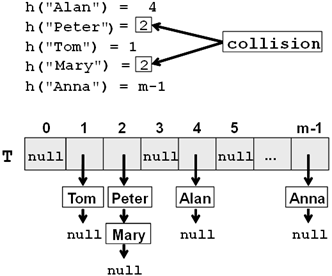 h("Alan") = 4
h("Peter") = 2
h("Tom") = 1
h("Mary") = 2
h("Anna") = m-1
collision
0 1 2 3 4 5 m-1
T null null null ... 
Tom Peter Alan Anna
null Mary null null
null